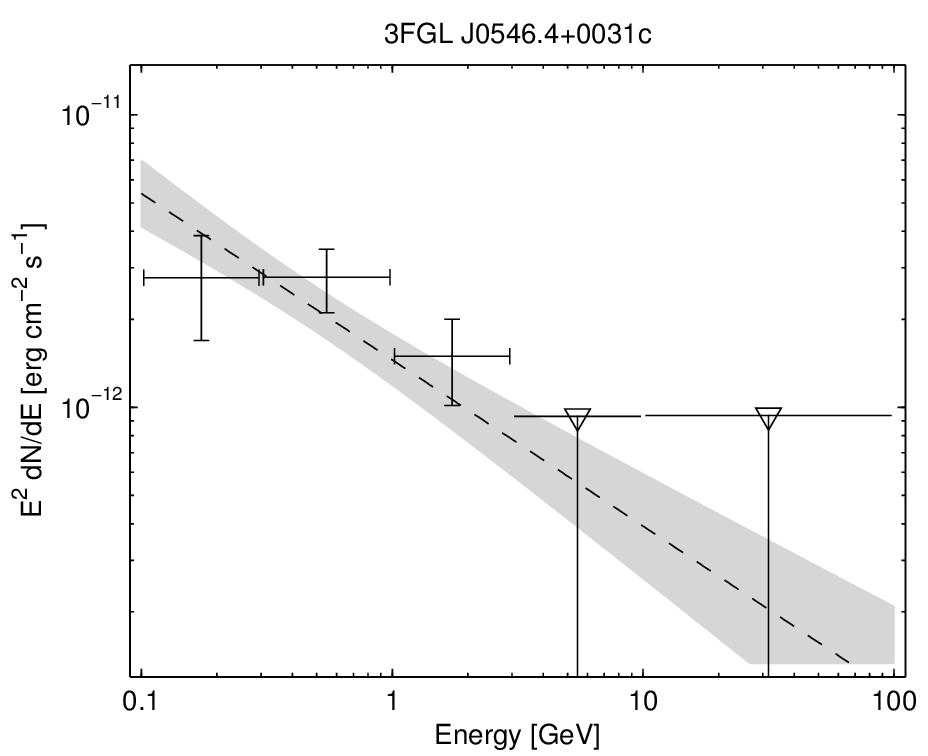 3FGL J0546.4+0031c
10⁻¹¹
10⁻¹²
E² dN/dE [erg cm⁻² s⁻¹]
0.1 1 10 100
Energy [GeV]